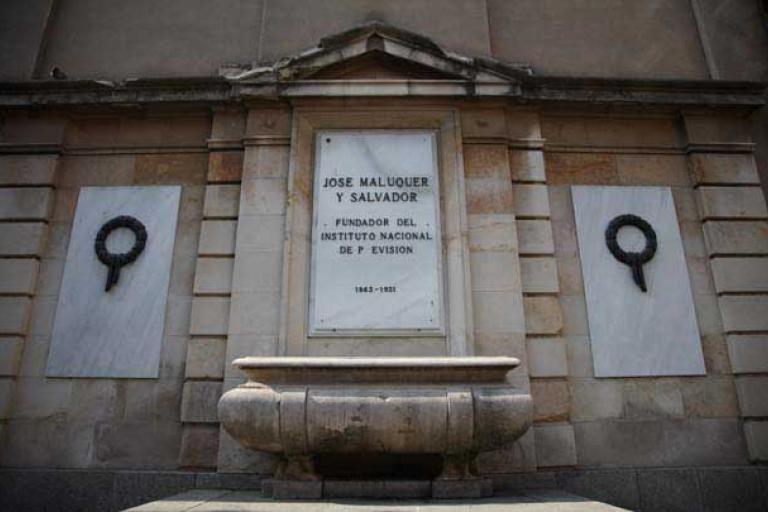 JOSE MALUQUER
Y SALVADOR
FUNDADOR DEL
INSTITUTO NACIONAL
DE P EVISION
1863-1931